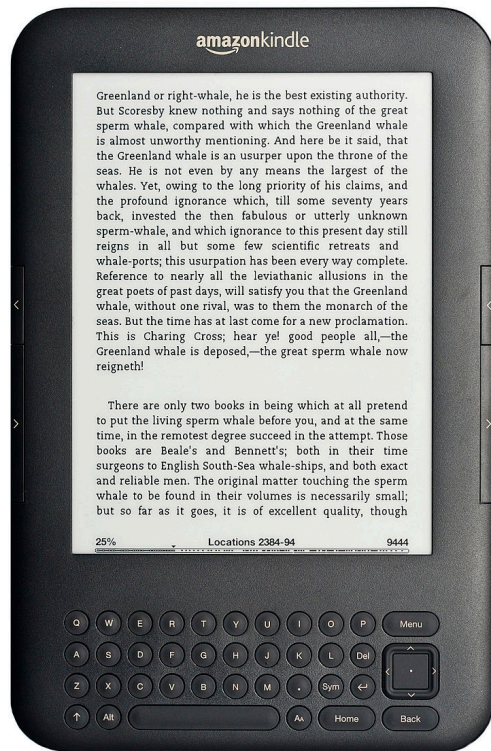 amazonkindle
Greenland or right-whale, he is the best existing authority.
But Scoresby knew nothing and says nothing of the great
sperm whale, compared with which the Greenland whale
is almost unworthy mentioning. And here be it said, that
the Greenland whale is an usurper upon the throne of the
seas. He is not even by any means the largest of the
whales. Yet, owing to the long priority of his claims, and
the profound ignorance which, till some seventy years
back, invested the then fabulous or utterly unknown
sperm-whale, and which ignorance to this present day still
reigns in all but some few scientific retreats and
whale-ports; this usurpation has been every way complete.
Reference to nearly all the leviathanic allusions in the
great poets of past days, will satisfy you that the Greenland
whale, without one rival, was to them the monarch of the
seas. But the time has at last come for a new proclamation.
This is Charing Cross; hear ye! good people all,—the
Greenland whale is deposed,—the great sperm whale now
reigneth!
There are only two books in being which at all pretend
to put the living sperm whale before you, and at the same
time, in the remotest degree succeed in the attempt. Those
books are Beale's and Bennett's; both in their time
surgeons to English South-Sea whale-ships, and both exact
and reliable men. The original matter touching the sperm
whale to be found in their volumes is necessarily small;
but so far as it goes, it is of excellent quality, though
25% Locations 2384-94 9444
Q W E R T Y U I O P Menu
A S D F G H J K L Del
Z X C V B N M . Sym
Alt AA Home Back